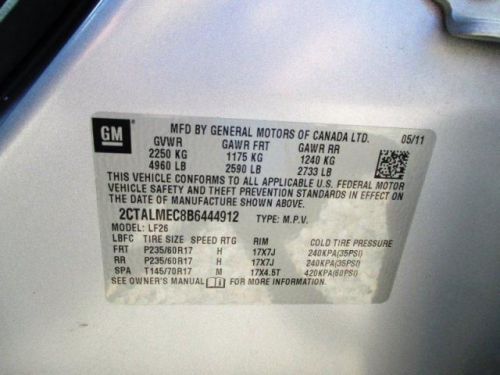 GM
MFD BY GENERAL MOTORS OF CANADA LTD. 05/11
GVWR GAWR FRT GAWR RR
2250 KG 1175 KG 1240 KG
4960 LB 2590 LB 2733 LB
THIS VEHICLE CONFORMS TO ALL APPLICABLE U.S. FEDERAL MOTOR
VEHICLE SAFETY AND THEFT PREVENTION STANDARDS IN EFFECT ON
THE DATE OF MANUFACTURE SHOWN ABOVE.
2CTALMEC8B6444912 TYPE: M.P.V.
MODEL: LF26
LBFC TIRE SIZE SPEED RTG RIM COLD TIRE PRESSURE
FRT P235/60R17 H 17X7J 240KPA(35PSI)
RR P235/60R17 H 17X7J 240KPA(35PSI)
SPA T145/70R17 M 17X4.5T 420KPA(60PSI)
SEE OWNER'S MANUAL FOR MORE INFORMATION.